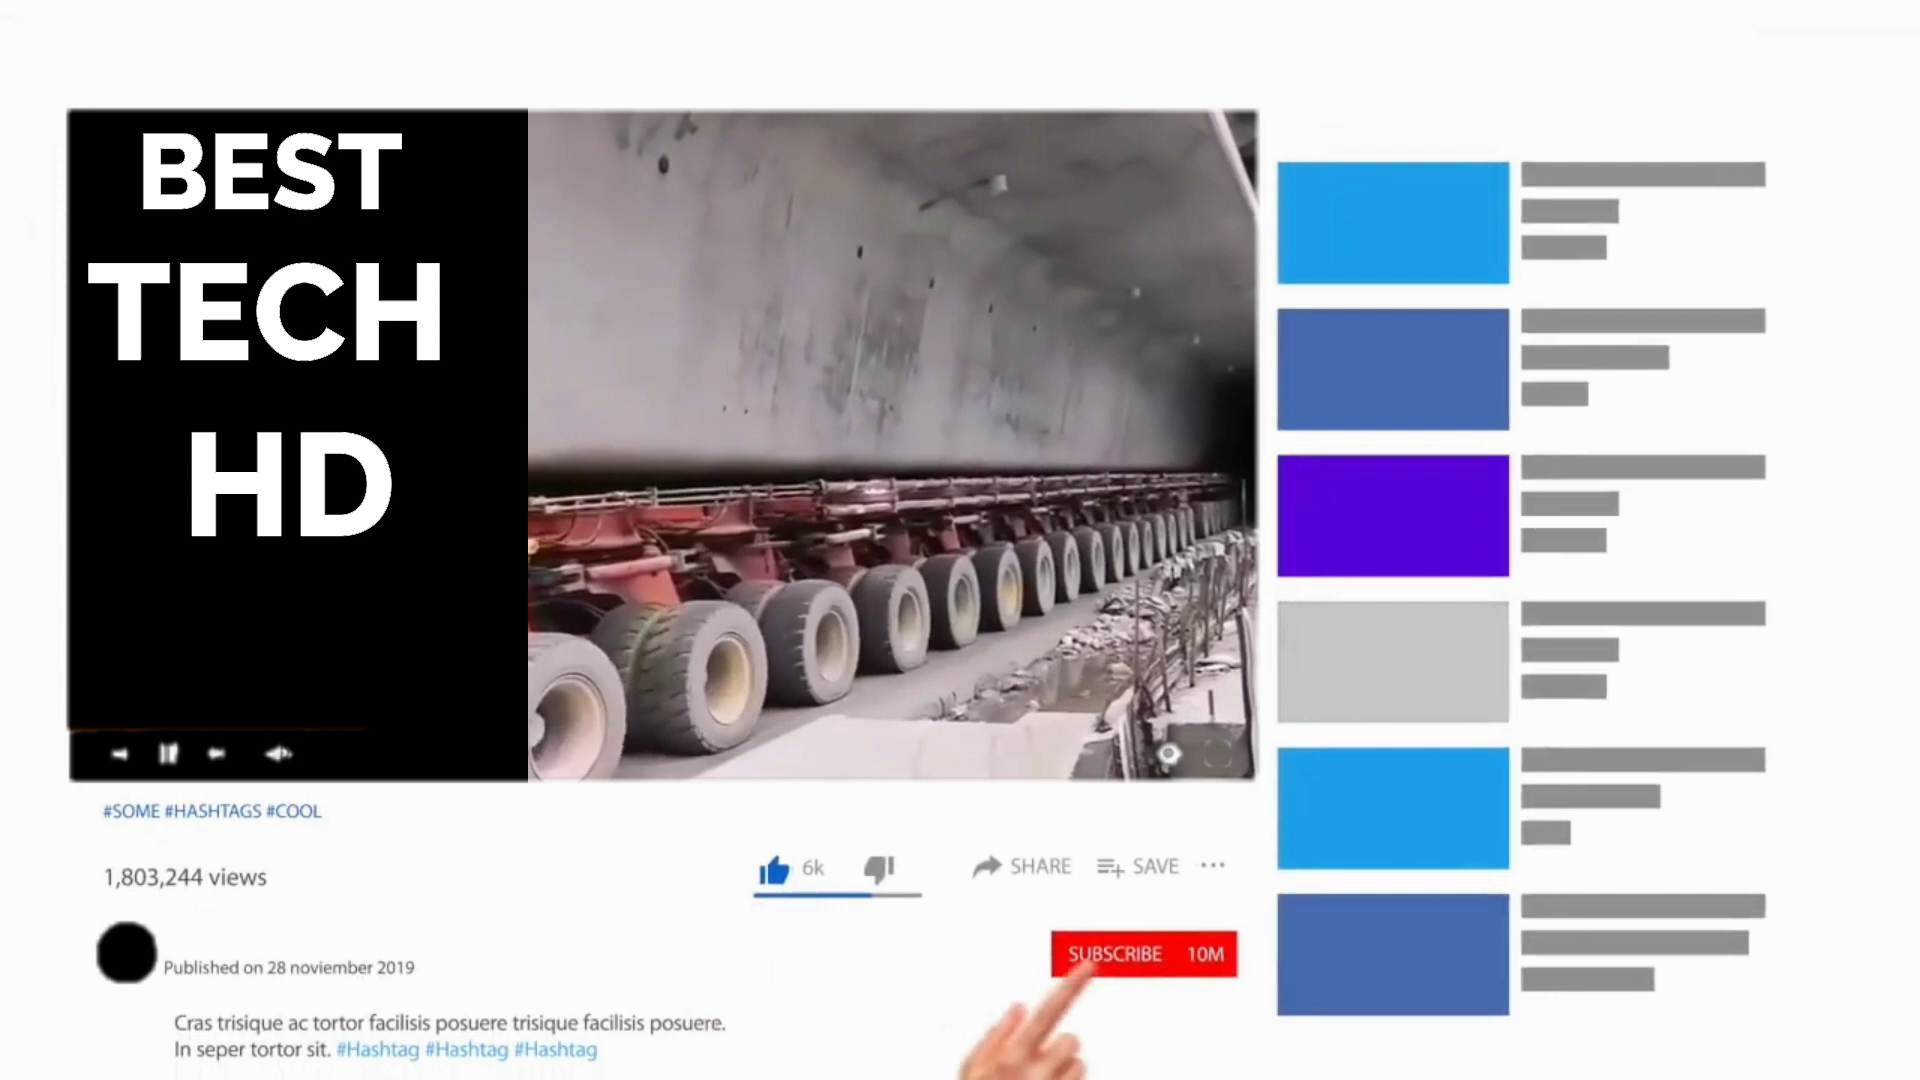 BEST
TECH
HD
#SOME #HASHTAGS #COOL
1,803,244 views
6k
SHARE
SAVE
Published on 28 noviember 2019
SUBSCRIBE 10M
Cras trisique ac tortor facilisis posuere trisique facilisis posuere.
In seper tortor sit. #Hashtag #Hashtag #Hashtag